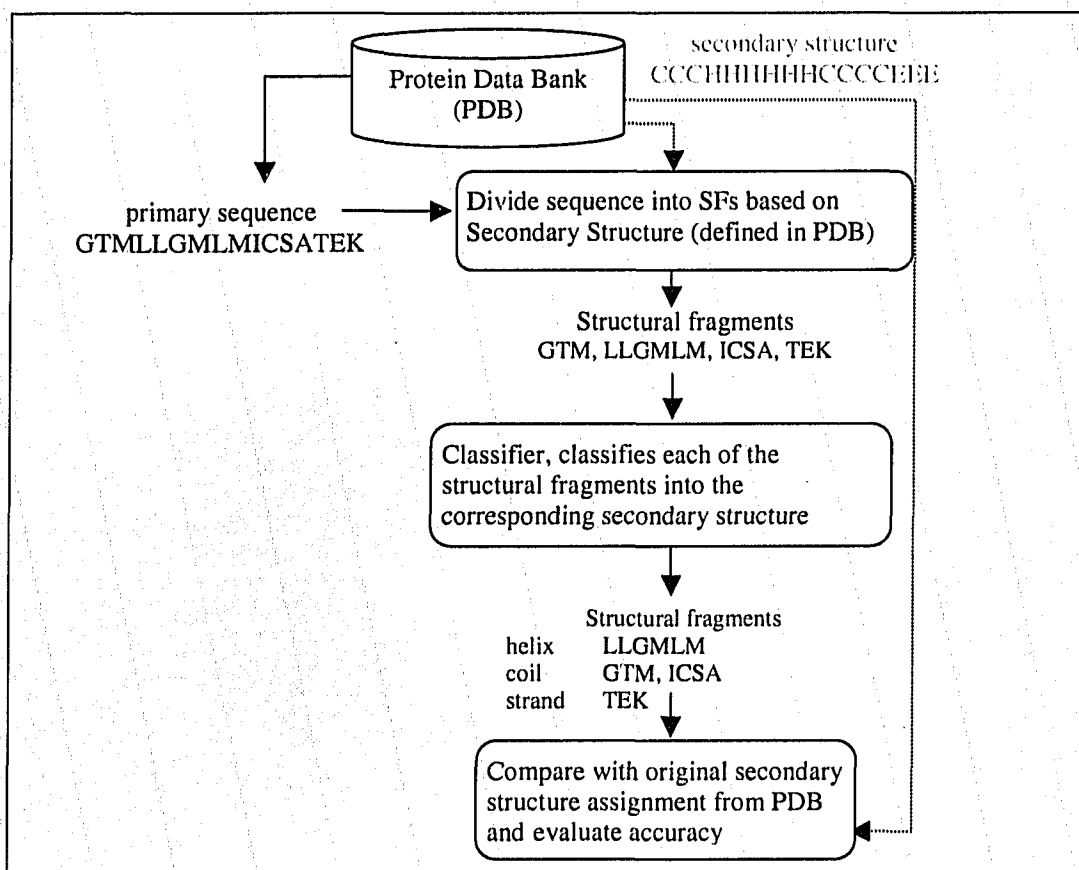 Protein Data Bank
(PDB)
secondary structure
CCCHHHHHHCCCCEEE
primary sequence
GTMLLGMLMICSATEK
Divide sequence into SFs based on
Secondary Structure (defined in PDB)
Structural fragments
GTM, LLGMLM, ICSA, TEK
Classifier, classifies each of the
structural fragments into the
corresponding secondary structure
Structural fragments
helix LLGMLM
coil GTM, ICSA
strand TEK
Compare with original secondary
structure assignment from PDB
and evaluate accuracy